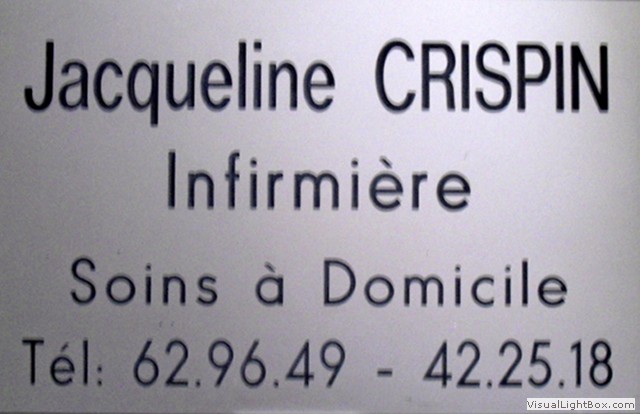 Jacqueline CRISPIN
Infirmière
Soins à Domicile
Tél: 62.96.49 - 42.25.18
VisualLightBox.com